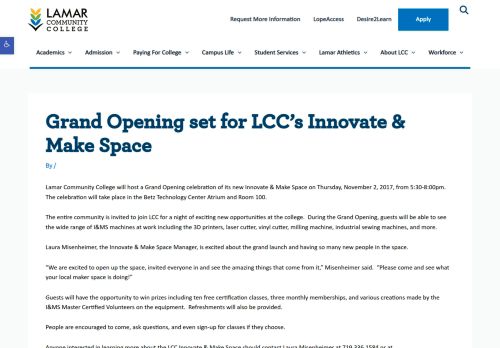 LAMAR
COMMUNITY
COLLEGE
Request More Information LopeAccess Desire2Learn Apply
Academics Admission Paying For College Campus Life Student Services Lamar Athletics About LCC Workforce
Grand Opening set for LCC's Innovate &
Make Space
By /
Lamar Community College will host a Grand Opening celebration of its new Innovate & Make Space on Thursday, November 2, 2017, from 5:30-8:00pm.
The celebration will take place in the Betz Technology Center Atrium and Room 100.
The entire community is invited to join LCC for a night of exciting new opportunities at the college.  During the Grand Opening, guests will be able to see
the wide range of I&MS machines at work including the 3D printers, laser cutter, vinyl cutter, milling machine, industrial sewing machines, and more.
Laura Misenheimer, the Innovate & Make Space Manager, is excited about the grand launch and having so many new people in the space.
"We are excited to open up the space, invited everyone in and see the amazing things that come from it," Misenheimer said.  "Please come and see what
your local maker space is doing!"
Guests will have the opportunity to win prizes including ten free certification classes, three monthly memberships, and various creations made by the
I&MS Master Certified Volunteers on the equipment.  Refreshments will also be provided.
People are encouraged to come, ask questions, and even sign-up for classes if they choose.
Anyone interested in learning more about the LCC Innovate & Make Space should contact Laura Misenheimer at 719.336.1584 or at